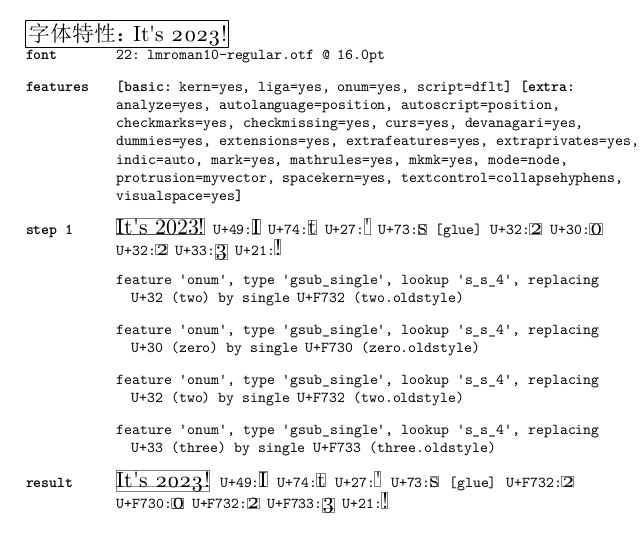 字体特性: It's 2023!
font 22: lmroman10-regular.otf @ 16.0pt
features [basic: kern=yes, liga=yes, onum=yes, script=dflt] [extra:
analyze=yes, autolanguage=position, autoscript=position,
checkmarks=yes, checkmissing=yes, curs=yes, devanagari=yes,
dummies=yes, extensions=yes, extrafeatures=yes, extraprivates=yes,
indic=auto, mark=yes, mathrules=yes, mkmk=yes, mode=node,
protrusion=myvector, spacekern=yes, textcontrol=collapsehyphens,
visualspace=yes]
step 1 It's 2023! U+49:I U+74:t U+27:' U+73:s [glue] U+32:2 U+30:0
U+32:2 U+33:3 U+21:!
feature 'onum', type 'gsub_single', lookup 's_s_4', replacing
U+32 (two) by single U+F732 (two.oldstyle)
feature 'onum', type 'gsub_single', lookup 's_s_4', replacing
U+30 (zero) by single U+F730 (zero.oldstyle)
feature 'onum', type 'gsub_single', lookup 's_s_4', replacing
U+32 (two) by single U+F732 (two.oldstyle)
feature 'onum', type 'gsub_single', lookup 's_s_4', replacing
U+33 (three) by single U+F733 (three.oldstyle)
result It's 2023! U+49:I U+74:t U+27:' U+73:s [glue] U+F732:2
U+F730:0 U+F732:2 U+F733:3 U+21:!